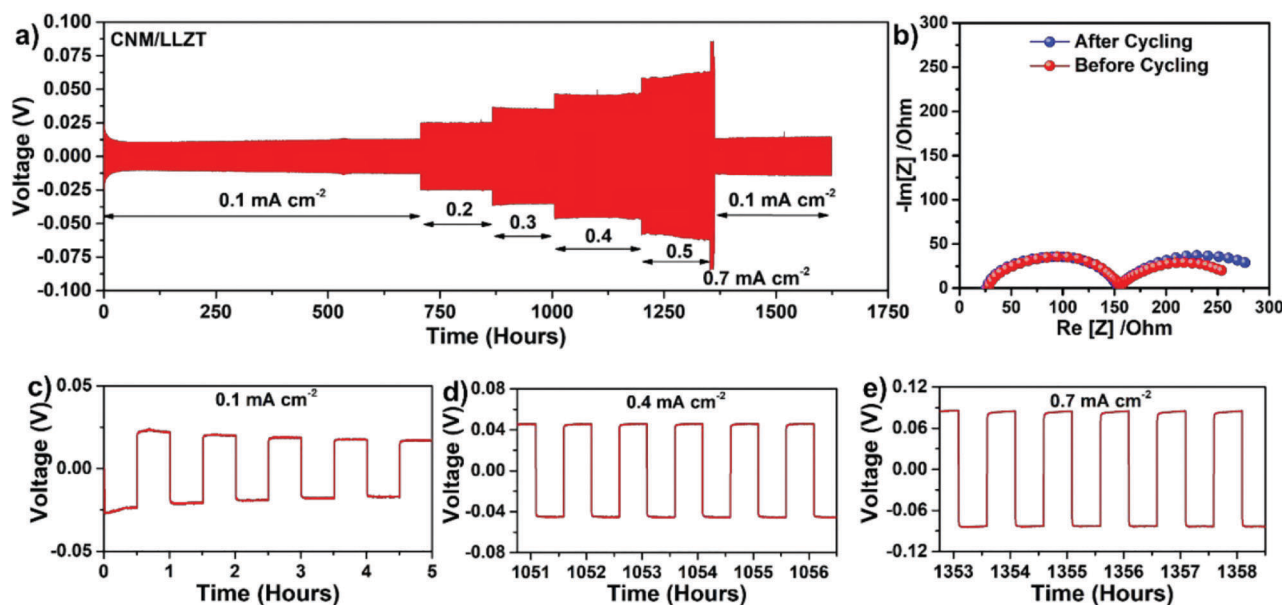 a)
CNM/LLZT
Voltage (V)
0.100
0.075
0.050
0.025
0.000
-0.025
-0.050
-0.075
-0.100
0.1 mA cm-2
0.2
0.3
0.4
0.5
0.7 mA cm-2
0.1 mA cm-2
0 250 500 750 1000 1250 1500 1750
Time (Hours)
b)
After Cycling
Before Cycling
-Im[Z] /Ohm
300
250
200
150
100
50
0
0 50 100 150 200 250 300
Re [Z] /Ohm
c)
0.1 mA cm-2
Voltage (V)
0.05
0.00
-0.05
0 1 2 3 4 5
Time (Hours)
d)
0.4 mA cm-2
Voltage (V)
0.08
0.04
0.00
-0.04
-0.08
1051 1052 1053 1054 1055 1056
Time (Hours)
e)
0.7 mA cm-2
Voltage (V)
0.12
0.06
0.00
-0.06
-0.12
1353 1354 1355 1356 1357 1358
Time (Hours)